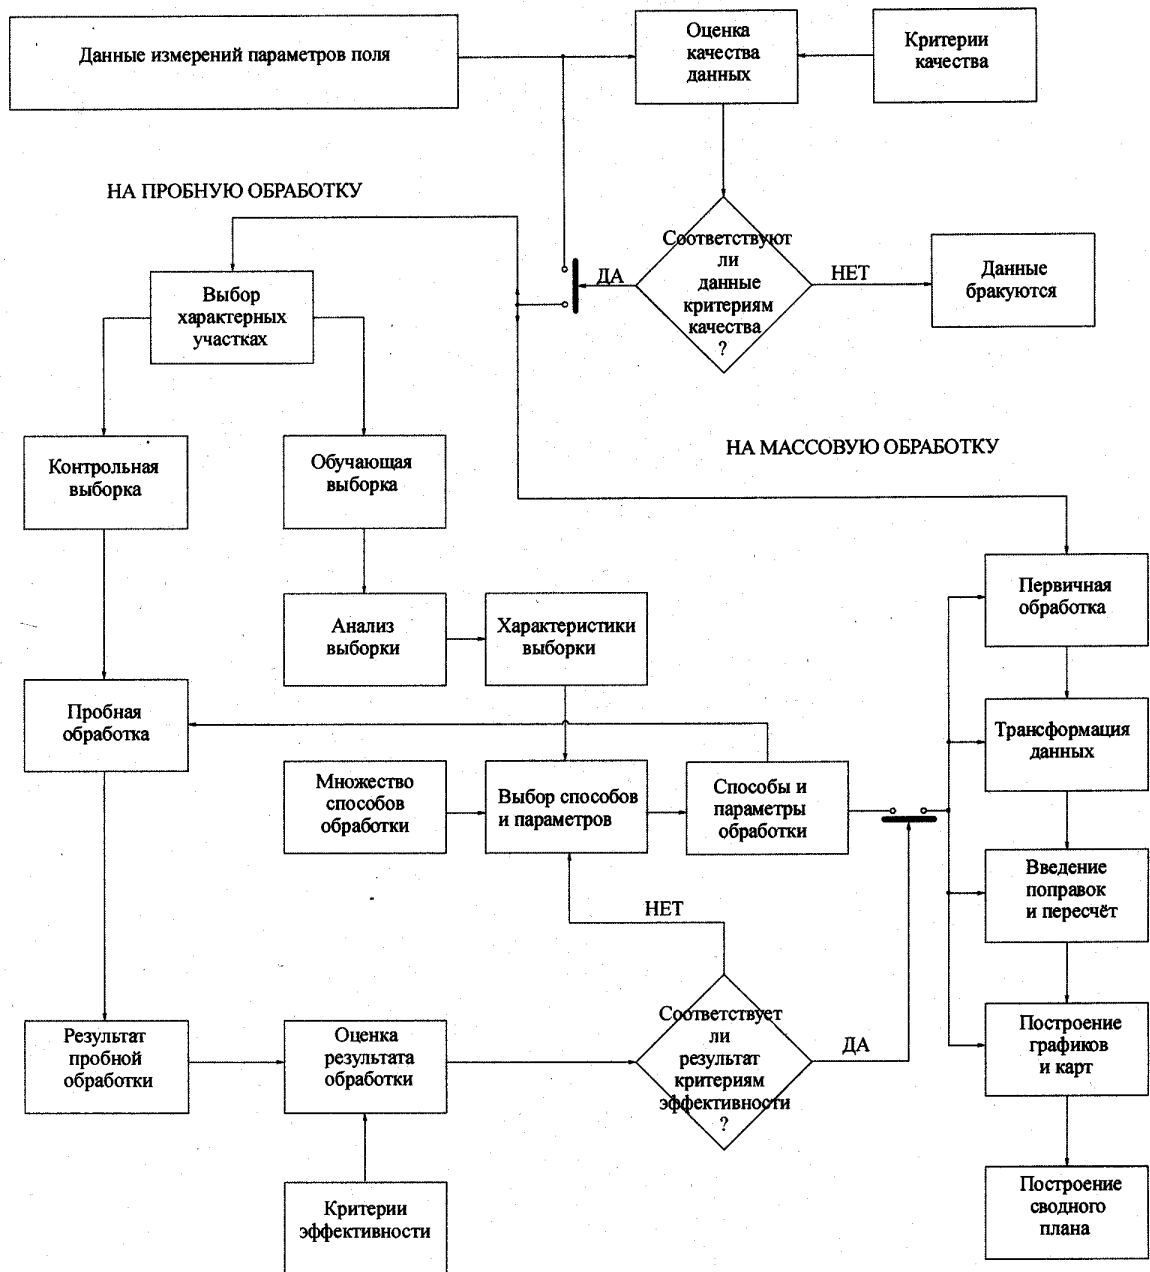 Данные измерений параметров поля
Оценка
качества
данных
Критерии
качества
НА ПРОБНУЮ ОБРАБОТКУ
Соответствуют
ли
данные
критериям
качества
?
ДА
НЕТ
Данные
бракуются
Выбор
характерных
участках
НА МАССОВУЮ ОБРАБОТКУ
Контрольная
выборка
Обучающая
выборка
Первичная
обработка
Анализ
выборки
Характеристики
выборки
Пробная
обработка
Трансформация
данных
Множество
способов
обработки
Выбор способов
и параметров
Способы и
параметры
обработки
Введение
поправок
и пересчёт
НЕТ
Результат
пробной
обработки
Оценка
результата
обработки
Соответствует
ли
результат
критериям
эффективности
?
ДА
Построение
графиков
и карт
Критерии
эффективности
Построение
сводного
плана